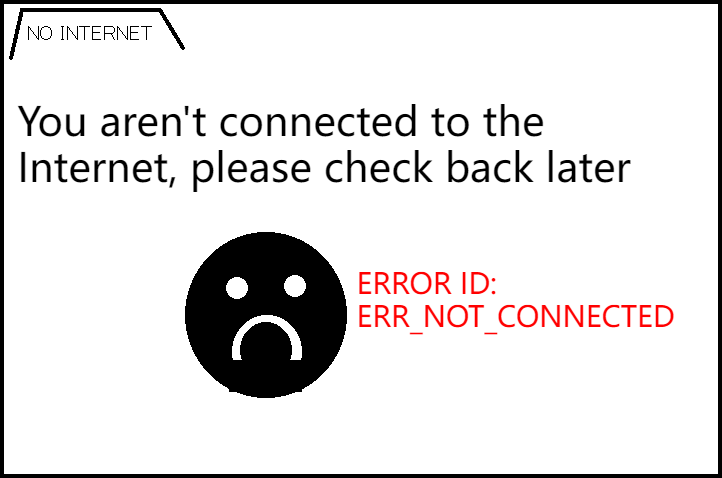 NO INTERNET
You aren't connected to the
Internet, please check back later
ERROR ID:
ERR_NOT_CONNECTED